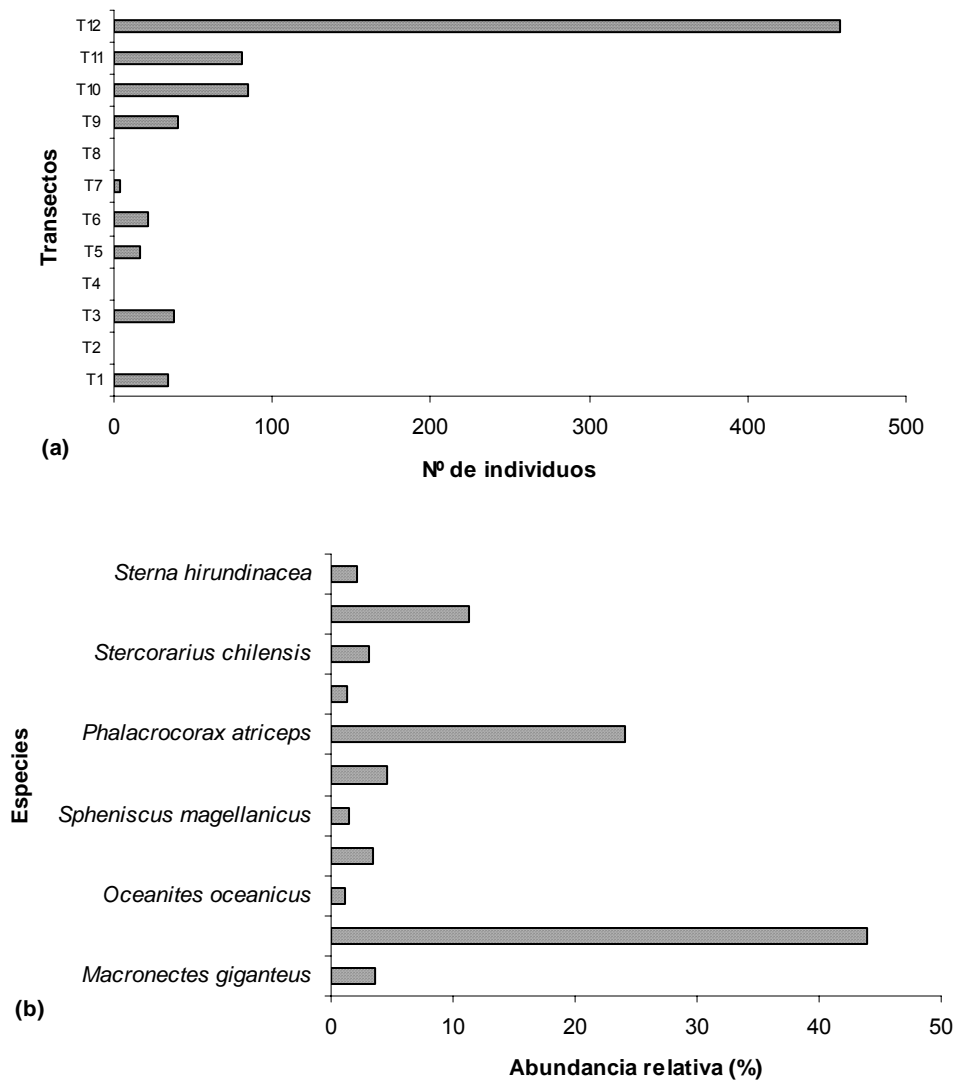 T12
T11
T10
T9
T8
T7
T6
T5
T4
T3
T2
T1
Transectos
0 100 200 300 400 500
(a)
Nº de individuos
Sterna hirundinacea
Stercorarius chilensis
Phalacrocorax atriceps
Spheniscus magellanicus
Oceanites oceanicus
Macronectes giganteus
Especies
(b)
0 10 20 30 40 50
Abundancia relativa (%)